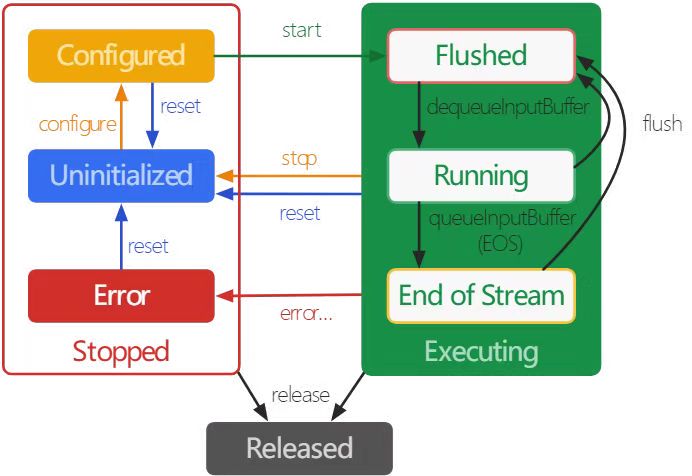 start
Configured
Flushed
reset
dequeueInputBuffer
configure
flush
stop
Uninitialized
Running
reset
queueInputBuffer
(EOS)
reset
Error
End of Stream
error...
Stopped
Executing
release
Released